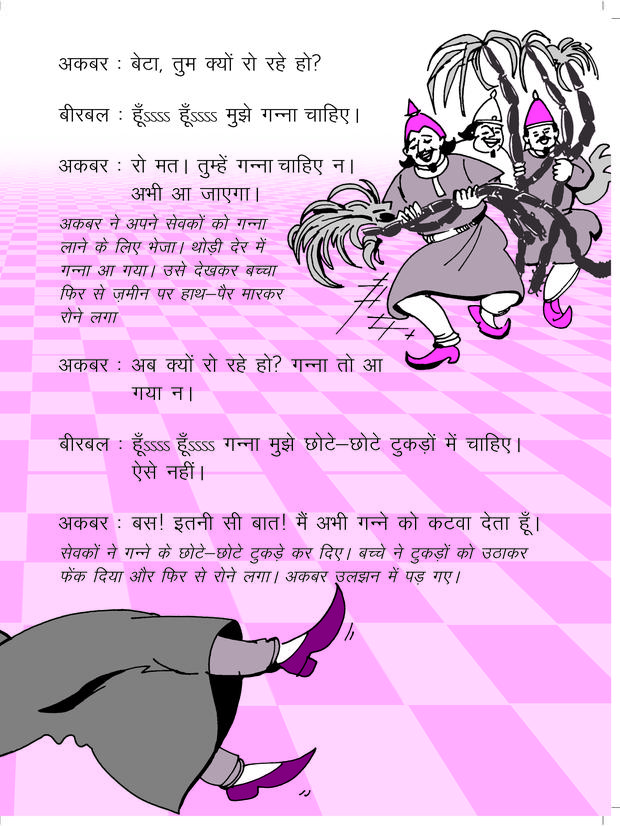 अकबर : बेटा, तुम क्यों रो रहे हो?
बीरबल : हूँssss हूँssss मुझे गन्ना चाहिए।
अकबर : रो मत। तुम्हें गन्ना चाहिए न।
अभी आ जाएगा।
अकबर ने अपने सेवकों को गन्ना
लाने के लिए भेजा। थोड़ी देर में
गन्ना आ गया। उसे देखकर बच्चा
फिर से ज़मीन पर हाथ–पैर मारकर
रोने लगा
अकबर : अब क्यों रो रहे हो? गन्ना तो आ
गया न।
बीरबल : हूँssss हूँssss गन्ना मुझे छोटे–छोटे टुकड़ों में चाहिए।
ऐसे नहीं।
अकबर : बस! इतनी सी बात! मैं अभी गन्ने को कटवा देता हूँ।
सेवकों ने गन्ने के छोटे–छोटे टुकड़े कर दिए। बच्चे ने टुकड़ों को उठाकर
फेंक दिया और फिर से रोने लगा। अकबर उलझन में पड़ गए।